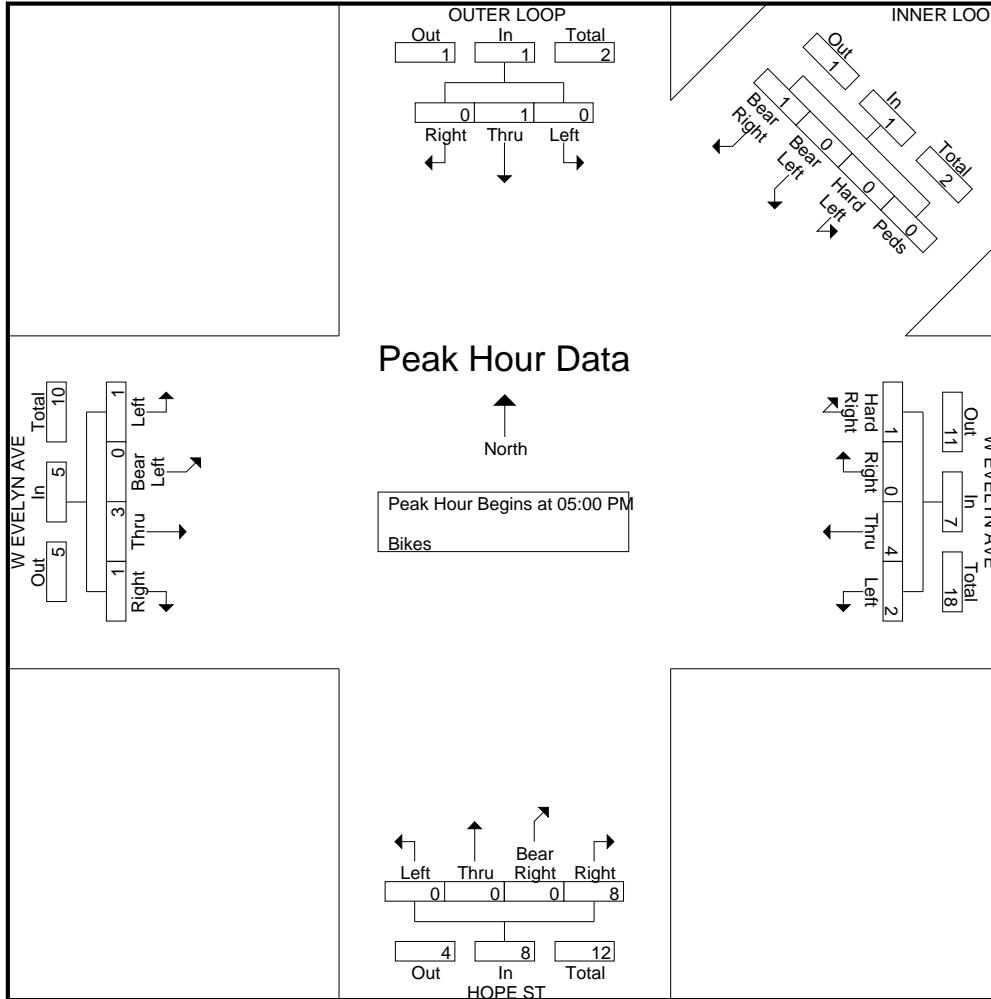 OUTER LOOP
Out In Total
1 1 2
0 1 0
Right Thru Left
INNER LOO
Out
1
In
1
Total
2
1
0
0
0
Bear
Right
Bear
Left
Hard
Left
Peds
Peak Hour Data
North
Peak Hour Begins at 05:00 PM
Bikes
W EVELYN AVE
Total
10
In
5
Out
5
1
0
3
1
Left
Bear
Left
Thru
Right
W EVELYN AVE
Out
11
In
7
Total
18
1
0
4
2
Hard
Right
Right
Thru
Left
Bear
Left Thru Right Right
0 0 0 8
4 8 12
Out In Total
HOPE ST